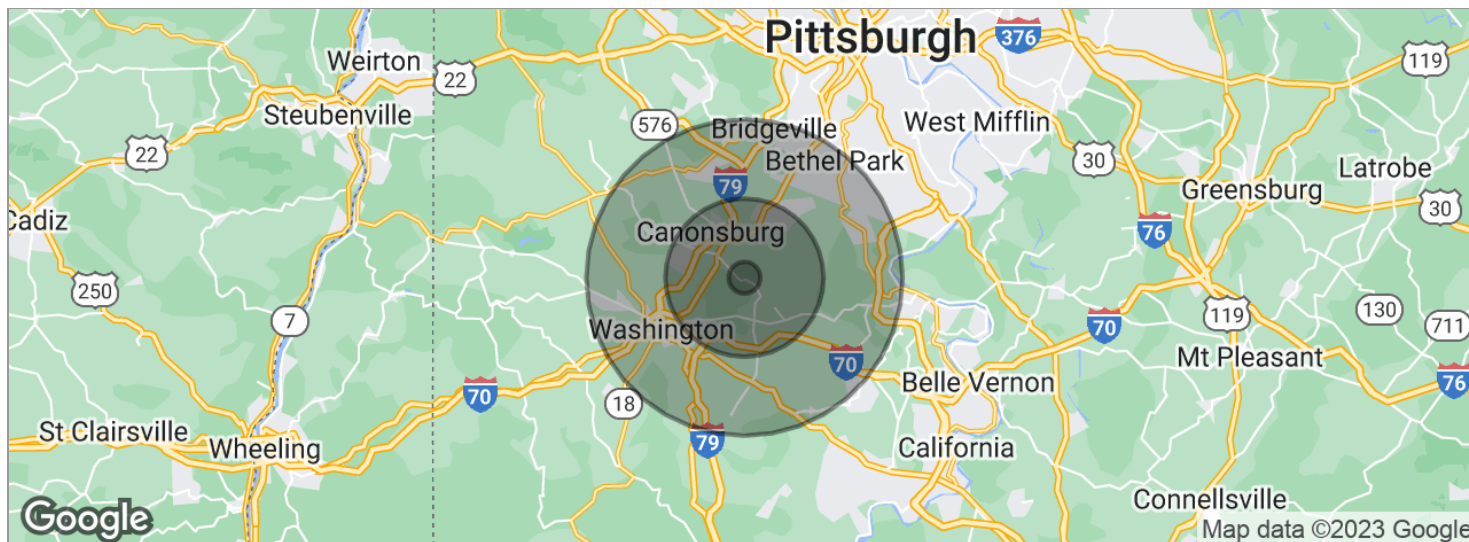 Pittsburgh
376
119
Weirton
22
Steubenville
576
Bridgeville
West Mifflin
22
Bethel Park
30
Latrobe
79
Greensburg
30
Cadiz
Canonsburg
76
250
7
119
130
Washington
70
711
Mt Pleasant
70
Belle Vernon
76
70
18
St Clairsville
79
Wheeling
California
Connellsville
Google
Map data ©2023 Google